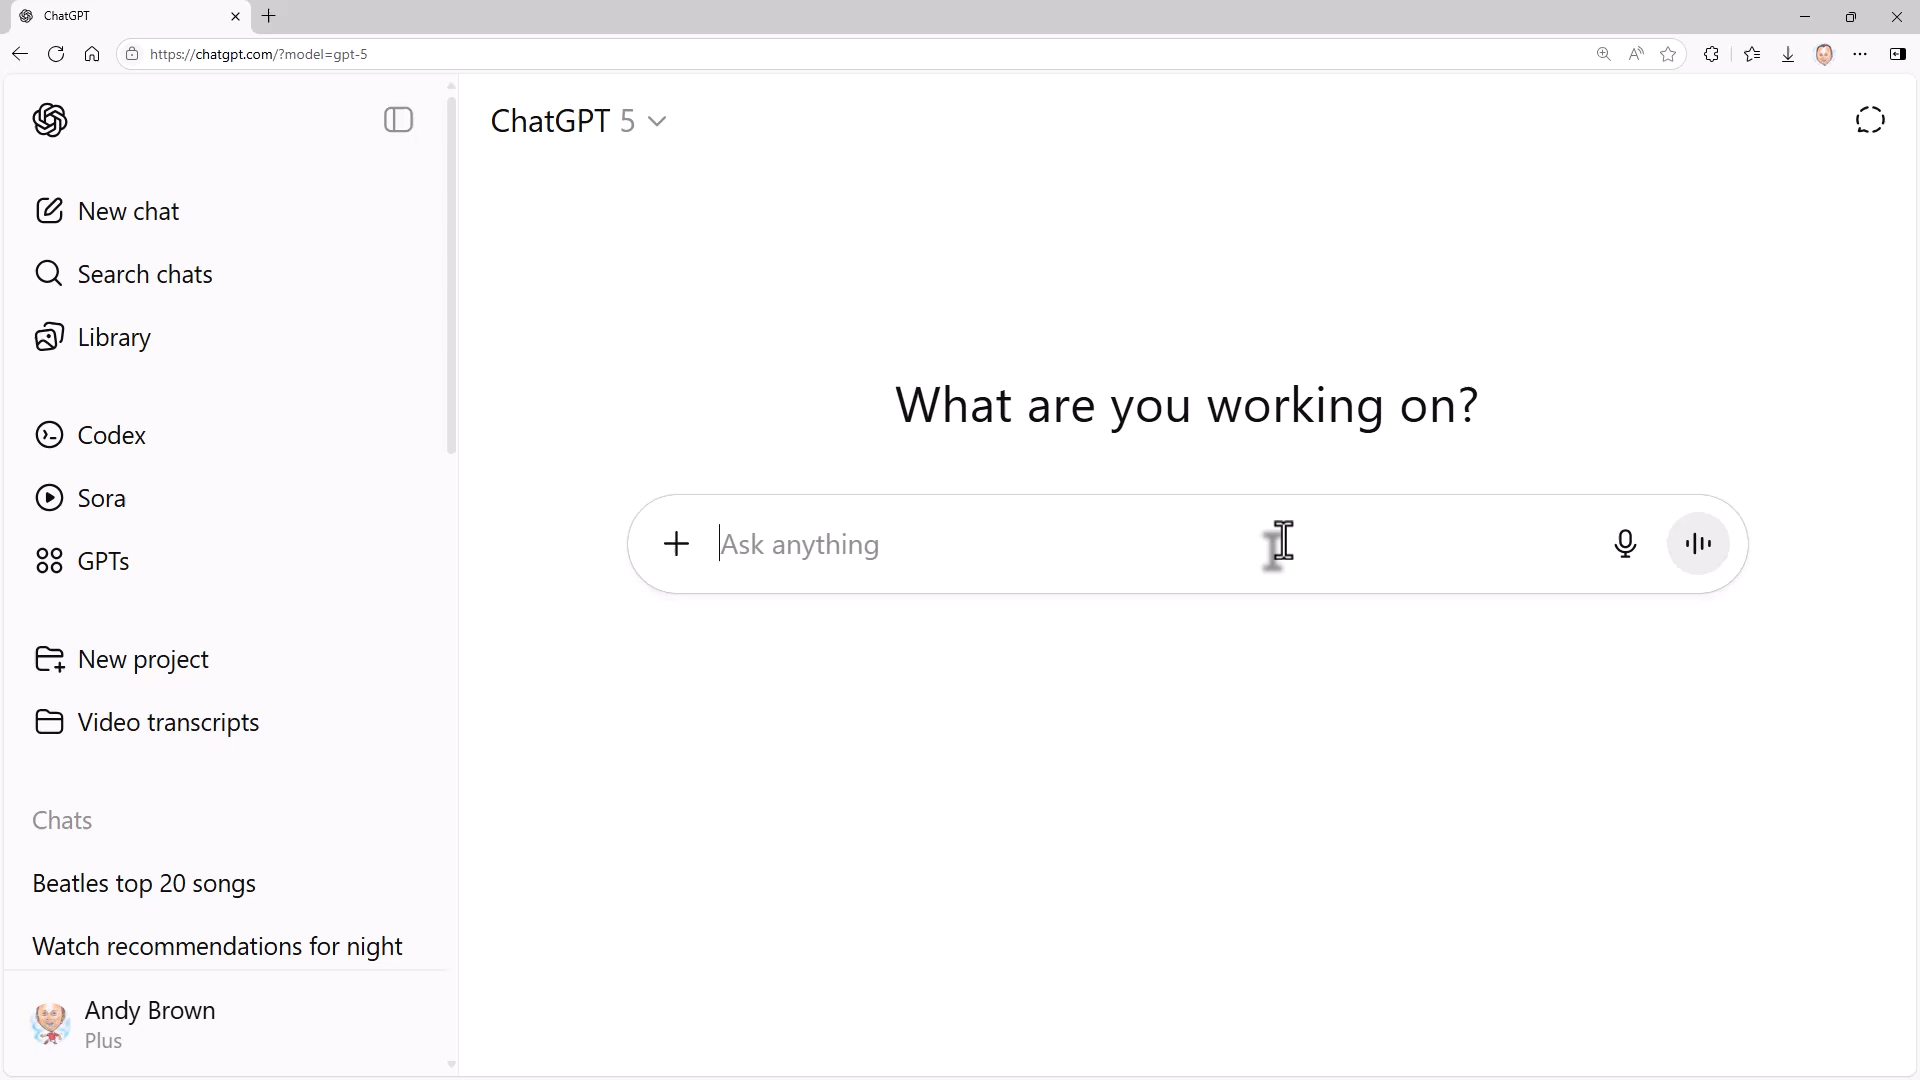 ChatGPT
https://chatgpt.com/?model=gpt-5
New chat
Search chats
Library
Codex
Sora
GPTs
New project
Video transcripts
Chats
Beatles top 20 songs
Watch recommendations for night
Andy Brown
Plus
ChatGPT 5
What are you working on?
Ask anything